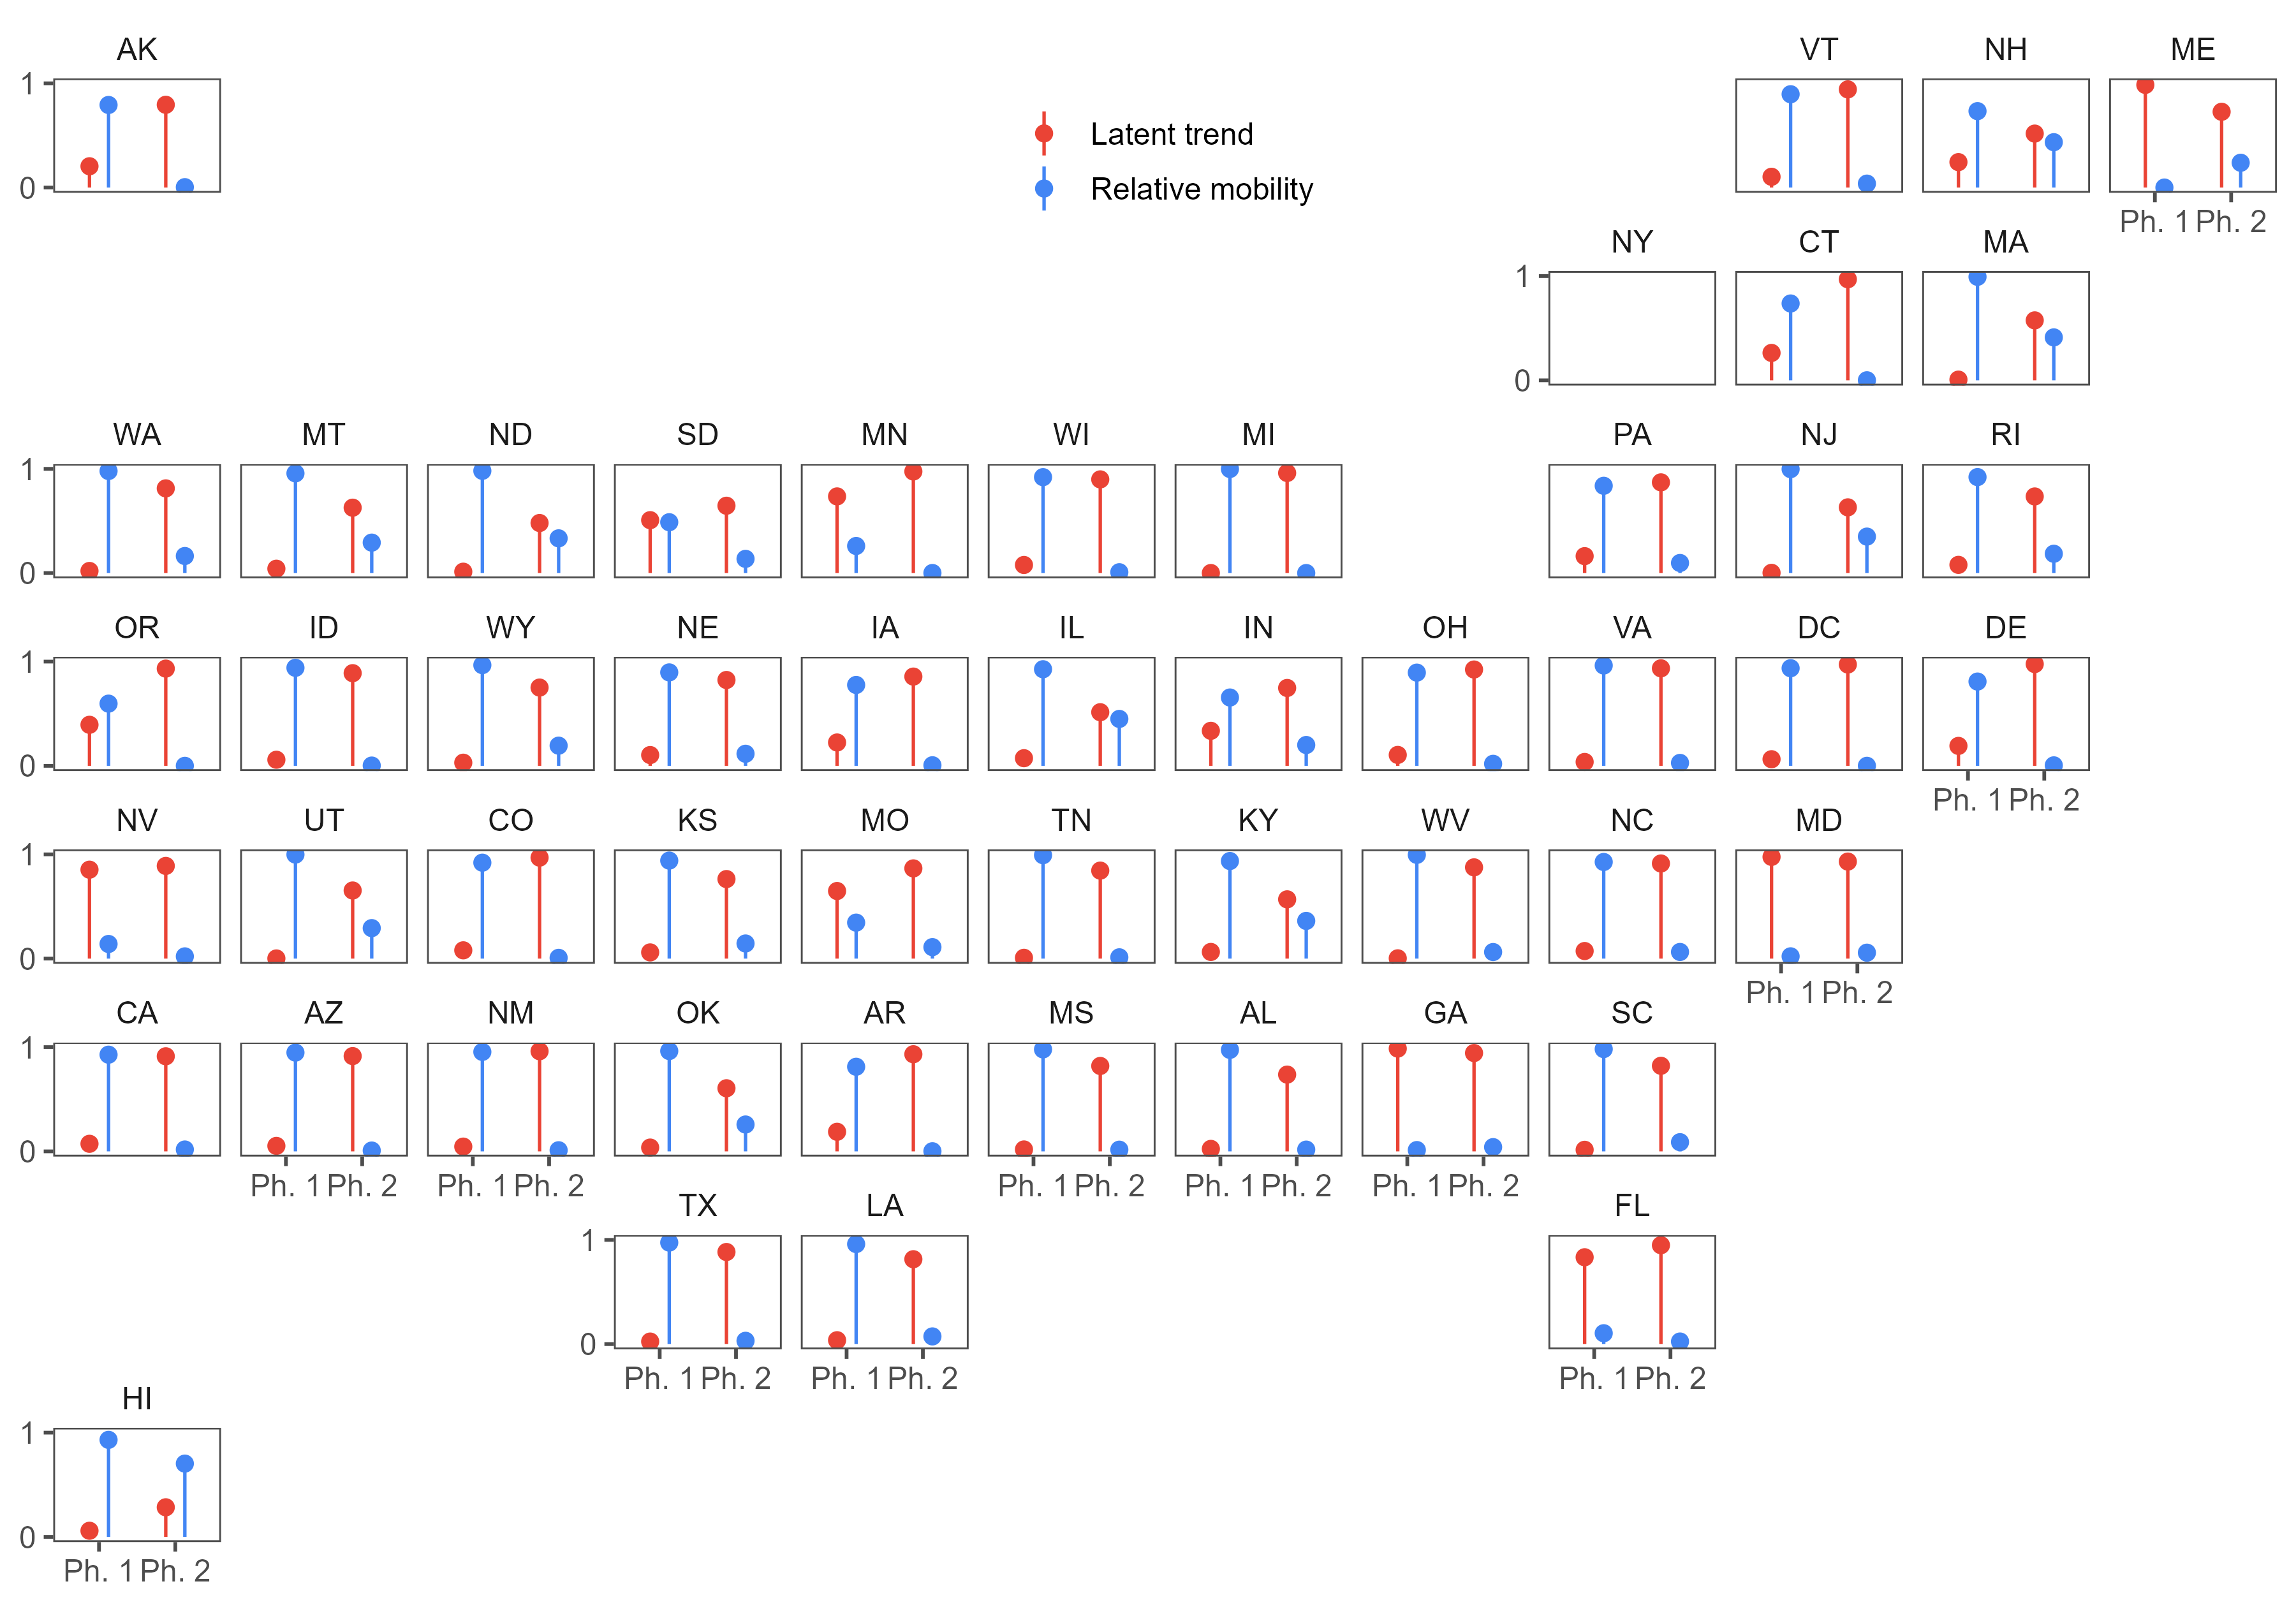 AK VT NH ME
1
0
Latent trend
Relative mobility
Ph. 1 Ph. 2
NY CT MA
1
0
WA MT ND SD MN WI MI PA NJ RI
1
0
OR ID WY NE IA IL IN OH VA DC DE
1
0
Ph. 1 Ph. 2
NV UT CO KS MO TN KY WV NC MD
1
0
Ph. 1 Ph. 2
CA AZ NM OK AR MS AL GA SC
1
0
Ph. 1 Ph. 2 Ph. 1 Ph. 2 Ph. 1 Ph. 2 Ph. 1 Ph. 2 Ph. 1 Ph. 2
TX LA FL
1
0
Ph. 1 Ph. 2 Ph. 1 Ph. 2 Ph. 1 Ph. 2
HI
1
0
Ph. 1 Ph. 2